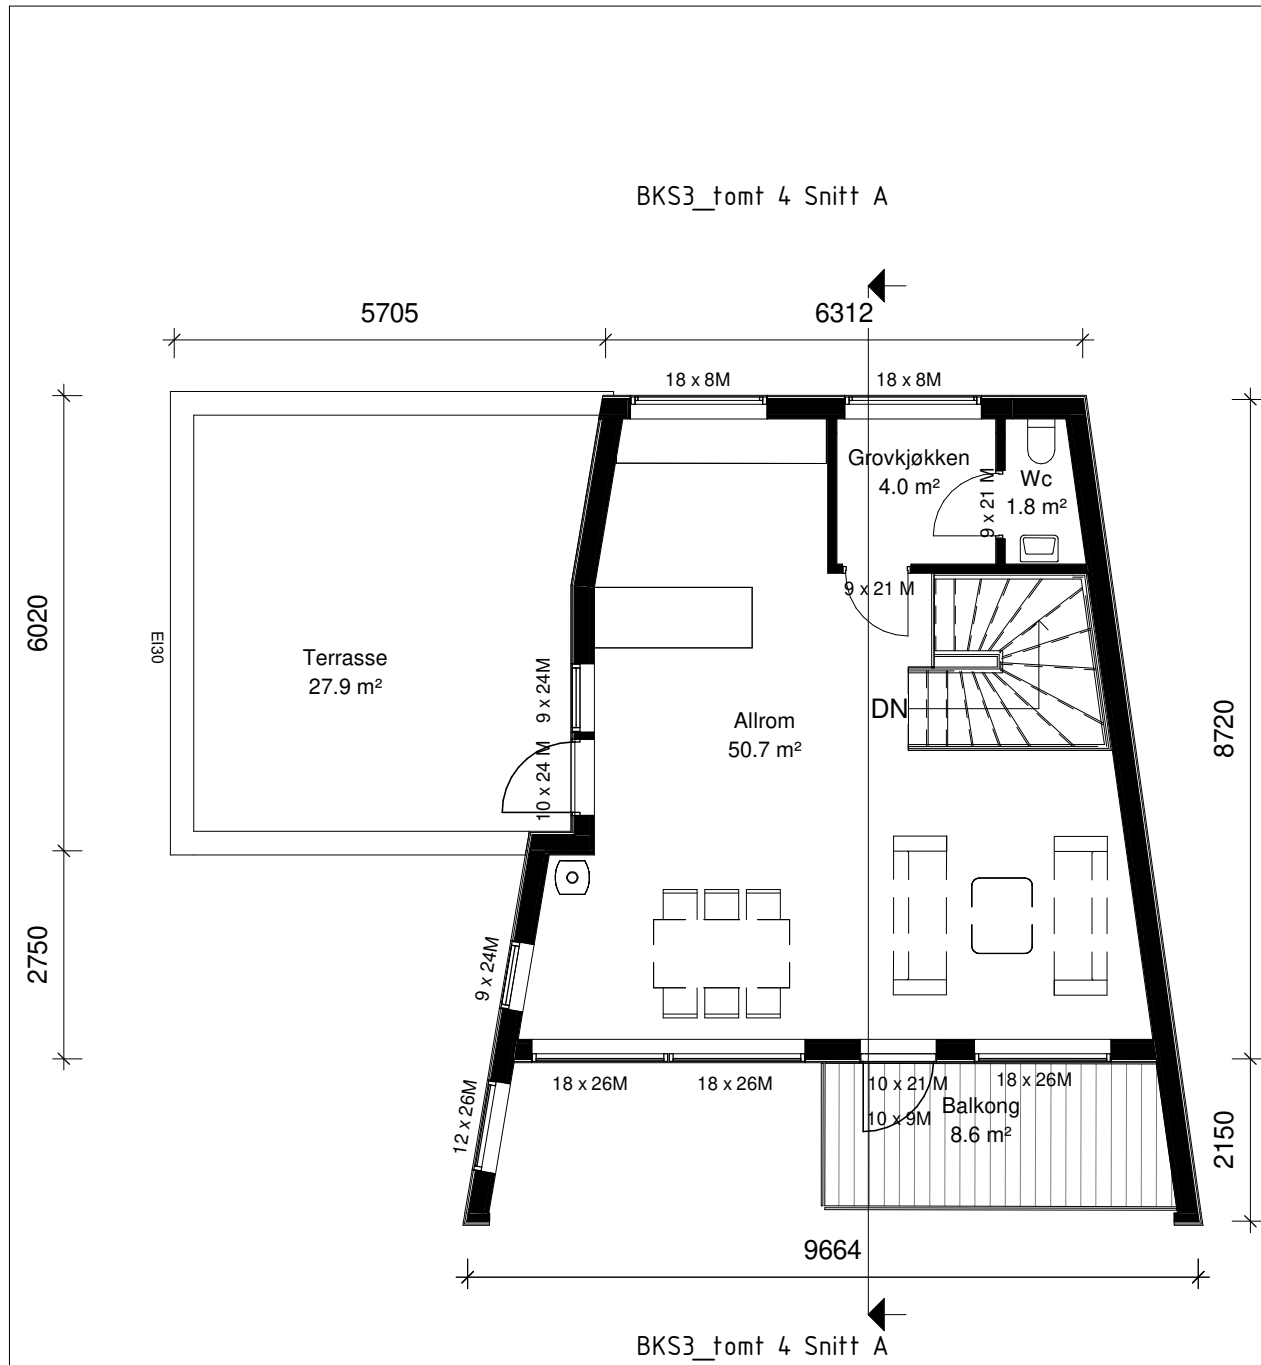 BKS3_tomt 4 Snitt A
5705
6312
18 x 8M
18 x 8M
Grovkjøkken
4.0 m²
Wc
1.8 m²
9 x 21 M
9 x 21 M
6020
EI30
Terrasse
27.9 m²
9 x 24M
10 x 24 M
Allrom
50.7 m²
DN
8720
2750
9 x 24M
12 x 26M
18 x 26M
18 x 26M
10 x 21 M
10 x 9M
18 x 26M
Balkong
8.6 m²
2150
9664
BKS3_tomt 4 Snitt A